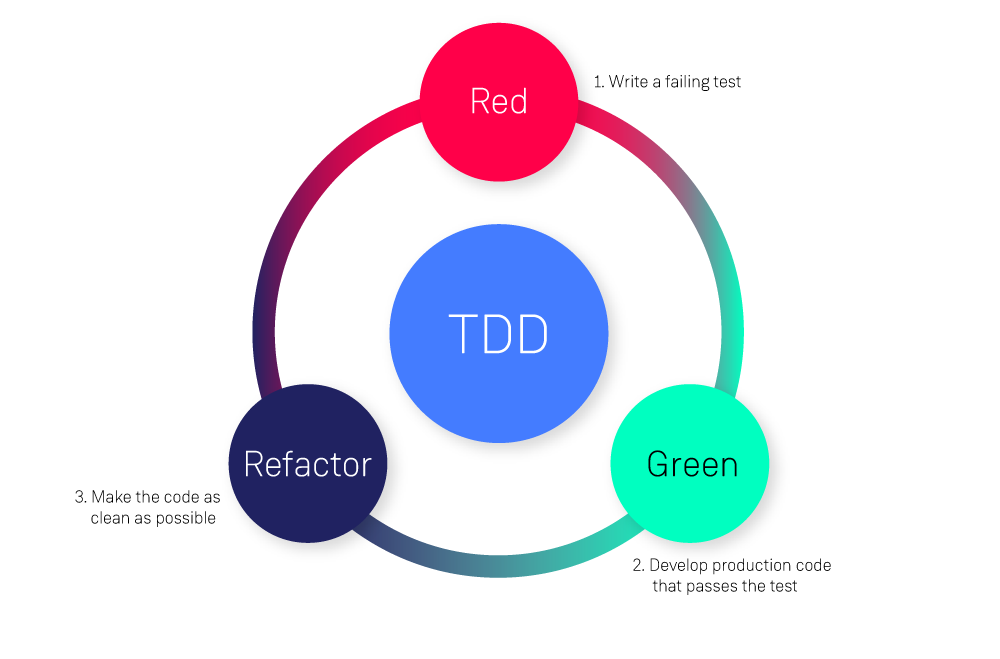 Red
1. Write a failing test
TDD
Refactor
Green
3. Make the code as
clean as possible
2. Develop production code
that passes the test